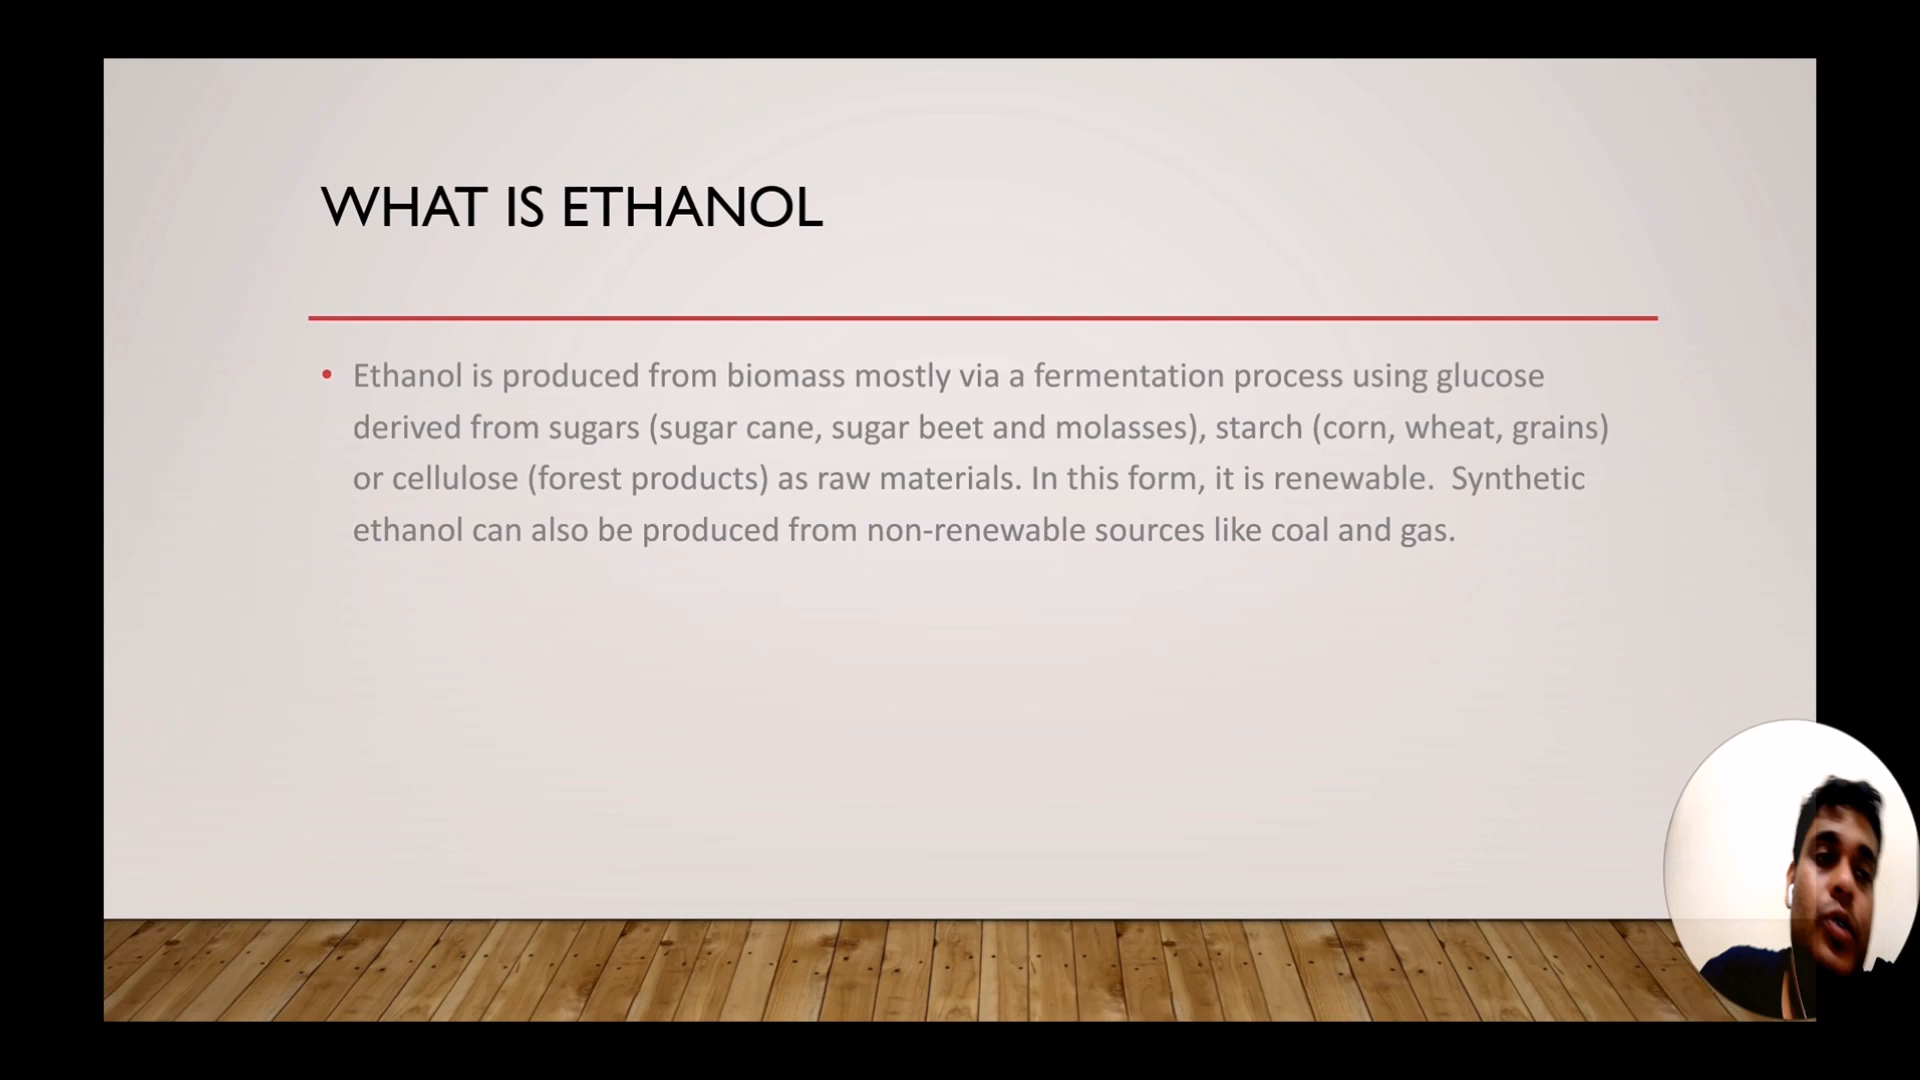 WHAT IS ETHANOL
• Ethanol is produced from biomass mostly via a fermentation process using glucose
derived from sugars (sugar cane, sugar beet and molasses), starch (corn, wheat, grains)
or cellulose (forest products) as raw materials. In this form, it is renewable.  Synthetic
ethanol can also be produced from non-renewable sources like coal and gas.